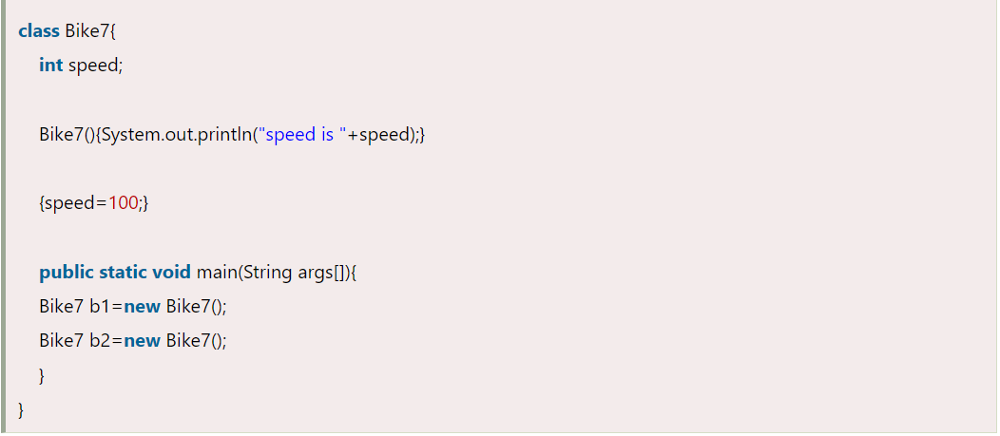 class Bike7{
int speed;
Bike7(){System.out.println("speed is "+speed);}
{speed=100;}
public static void main(String args[]){
Bike7 b1=new Bike7();
Bike7 b2=new Bike7();
}
}